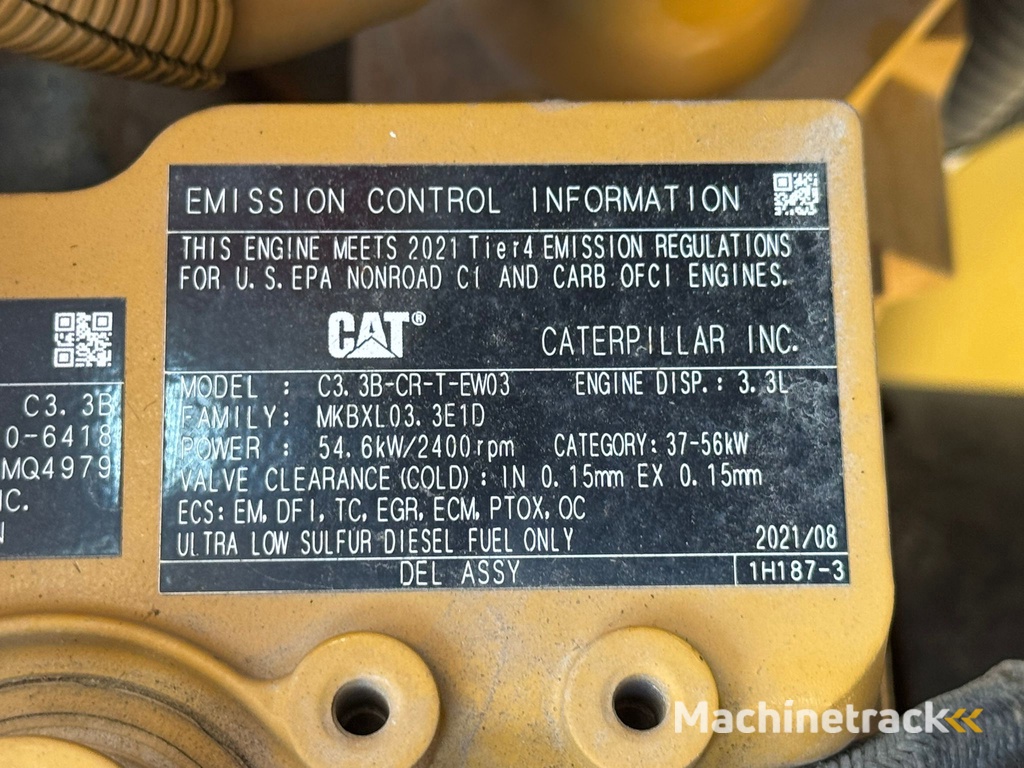 EMISSION CONTROL INFORMATION
THIS ENGINE MEETS 2021 Tier4 EMISSION REGULATIONS
FOR U.S.EPA NONROAD CI AND CARB OFCI ENGINES.
CAT® CATERPILLAR INC.
MODEL : C3.3B-CR-T-EW03 ENGINE DISP.: 3.3L
FAMILY: MKBXL03.3E1D
POWER : 54.6kW/2400rpm CATEGORY: 37-56kW
VALVE CLEARANCE(COLD): IN 0.15mm EX 0.15mm
ECS: EM, DFI, TC, EGR, ECM, PTOX, OC
ULTRA LOW SULFUR DIESEL FUEL ONLY 2021/08
DEL ASSY 1H187-3
C3.3B
0-6418
MQ4979
NC.
N
Machinetrack